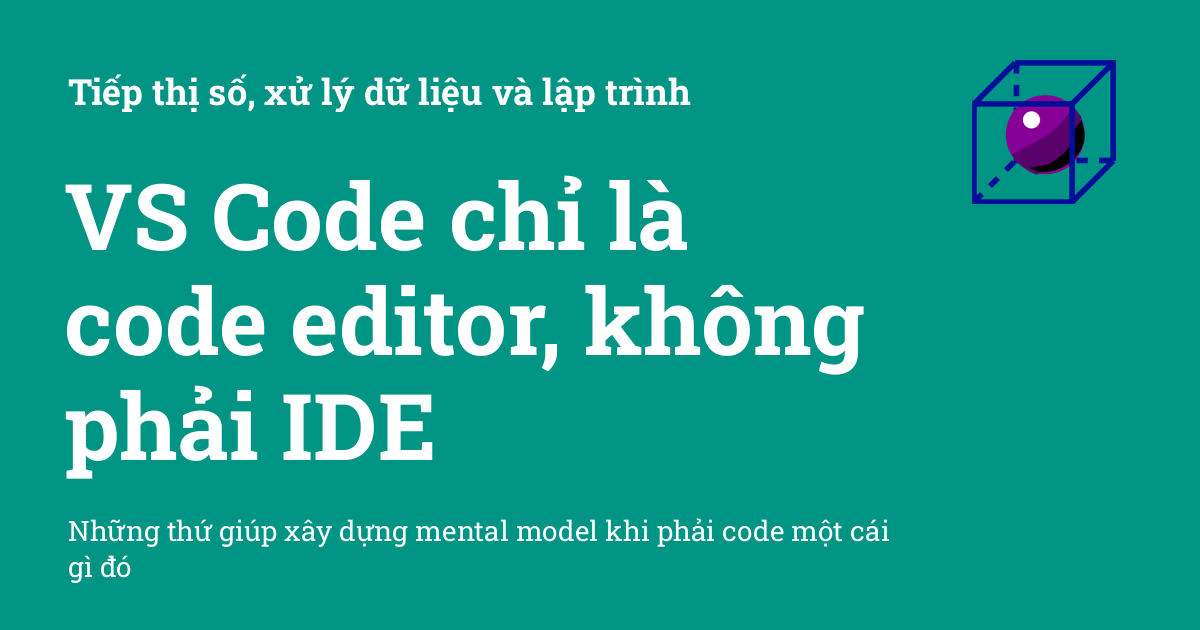 Tiếp thị số, xử lý dữ liệu và lập trình
VS Code chỉ là
code editor, không
phải IDE
Những thứ giúp xây dựng mental model khi phải code một cái
gì đó